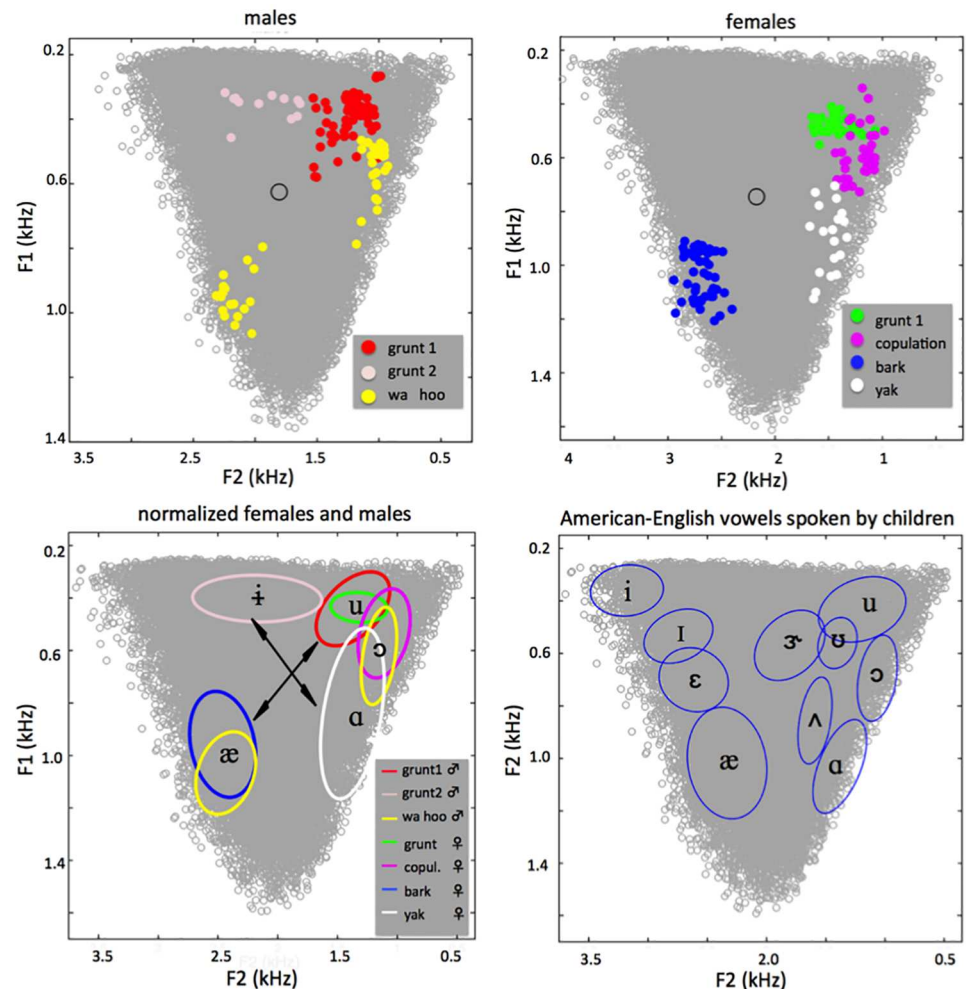 males
0.2
0.6
1.0
1.4
F1 (kHz)
3.5 2.5 1.5 0.5
F2 (kHz)
grunt 1
grunt 2
wa hoo
females
0.2
0.6
1.0
1.4
F1 (kHz)
4 3 2 1
F2 (kHz)
grunt 1
copulation
bark
yak
normalized females and males
0.2
0.6
1.0
1.4
F1 (kHz)
3.5 2.5 1.5 0.5
F2 (kHz)
ɨ
u
ɔ
ɑ
æ
grunt1 ♂
grunt2 ♂
wa hoo ♂
grunt ♀
copul. ♀
bark ♀
yak ♀
American-English vowels spoken by children
0.2
0.6
1.0
1.4
F2 (kHz)
3.5 2.0 0.5
F2 (kHz)
i
u
ɪ
ɝ
ʊ
ɛ
ɔ
ʌ
æ
ɑ